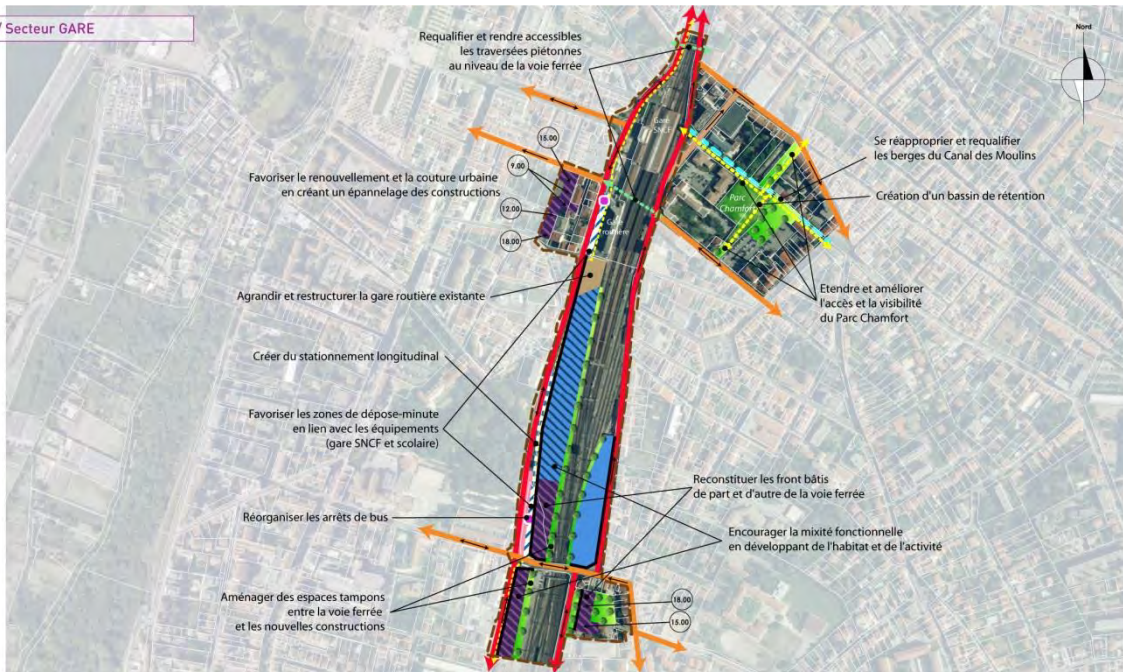 / Secteur GARE
Nord
Requalifier et rendre accessibles
les traversées piétonnes
au niveau de la voie ferrée
Gare
SNCF
Se réapproprier et requalifier
les berges du Canal des Moulins
Création d'un bassin de rétention
Parc
Chamfort
Etendre et améliorer
l'accès et la visibilité
du Parc Chamfort
15.00
9.00
12.00
18.00
Favoriser le renouvellement et la couture urbaine
en créant un épannelage des constructions
routière
Agrandir et restructurer la gare routière existante
Créer du stationnement longitudinal
Favoriser les zones de dépose-minute
en lien avec les équipements
(gare SNCF et scolaire)
Réorganiser les arrêts de bus
Reconstituer les front bâtis
de part et d'autre de la voie ferrée
Encourager la mixité fonctionnelle
en développant de l'habitat et de l'activité
Aménager des espaces tampons
entre la voie ferrée
et les nouvelles constructions
18.00
15.00